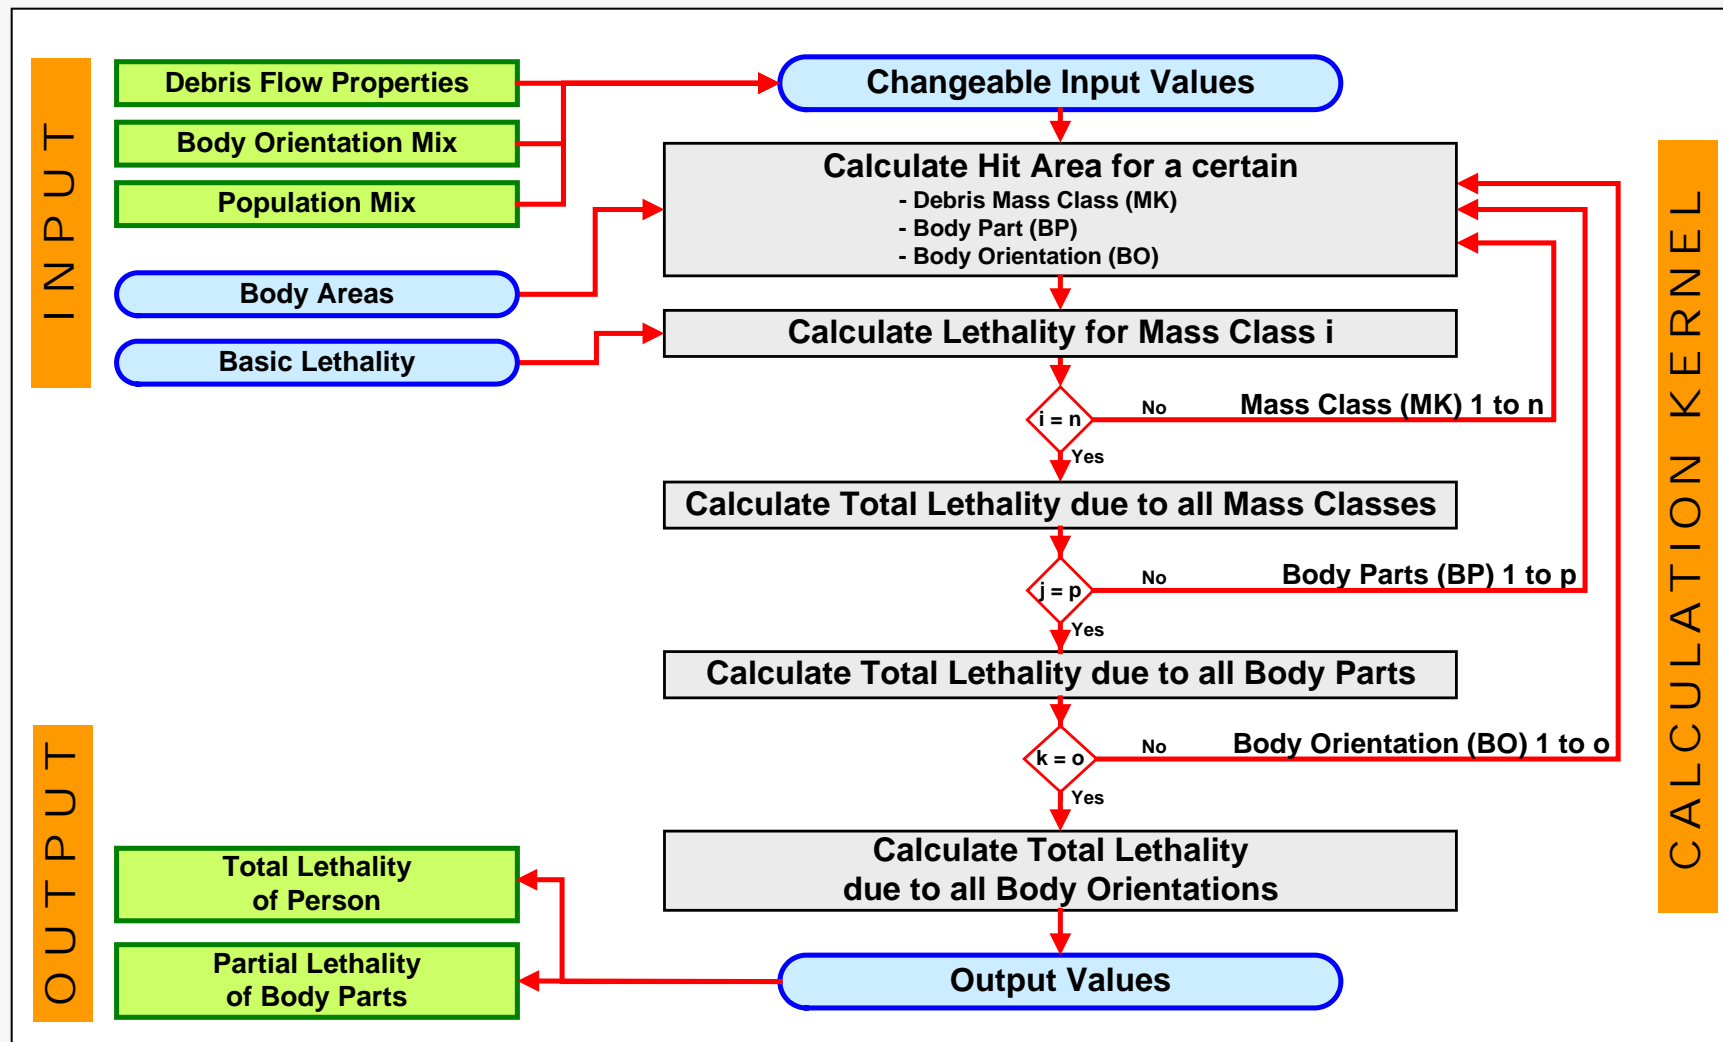 INPUT
Debris Flow Properties
Body Orientation Mix
Population Mix
Body Areas
Basic Lethality
Changeable Input Values
Calculate Hit Area for a certain
- Debris Mass Class (MK)
- Body Part (BP)
- Body Orientation (BO)
Calculate Lethality for Mass Class i
i = n
No
Mass Class (MK) 1 to n
Yes
Calculate Total Lethality due to all Mass Classes
j = p
No
Body Parts (BP) 1 to p
Yes
Calculate Total Lethality due to all Body Parts
k = o
No
Body Orientation (BO) 1 to o
Yes
Calculate Total Lethality
due to all Body Orientations
Output Values
CALCULATION KERNEL
OUTPUT
Total Lethality
of Person
Partial Lethality
of Body Parts